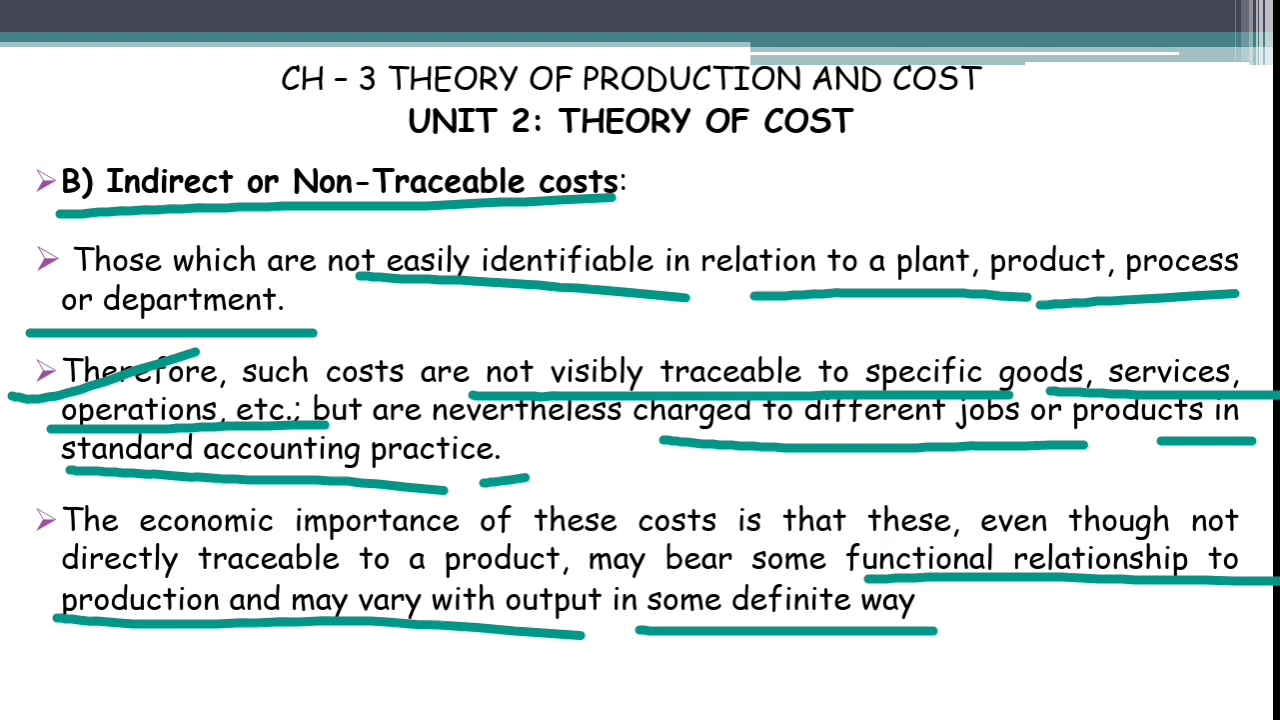 CH – 3 THEORY OF PRODUCTION AND COST
UNIT 2: THEORY OF COST
B) Indirect or Non-Traceable costs:
Those which are not easily identifiable in relation to a plant, product, process
or department.
Therefore, such costs are not visibly traceable to specific goods, services,
operations, etc.; but are nevertheless charged to different jobs or products in
standard accounting practice.
The economic importance of these costs is that these, even though not
directly traceable to a product, may bear some functional relationship to
production and may vary with output in some definite way